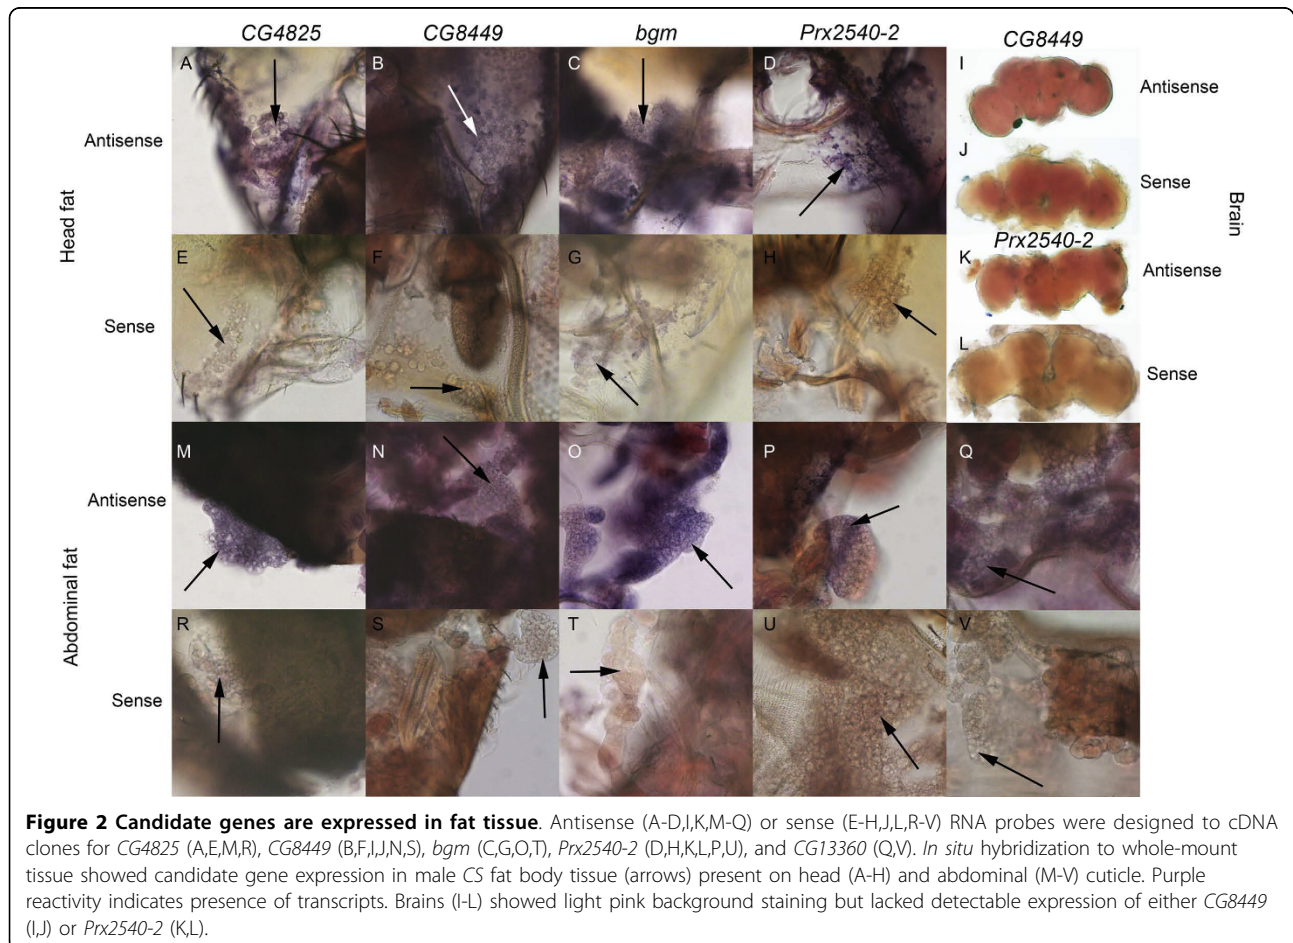 CG4825 CG8449 bgm Prx2540-2 CG8449
A B C D I
Antisense
Antisense
J
Sense
Head fat
Brain
Prx2540-2
E F G H K
Antisense
Sense
L
Sense
M N O P Q
Antisense
Abdominal fat
R S T U V
Sense
Figure 2 Candidate genes are expressed in fat tissue. Antisense (A-D,I,K,M-Q) or sense (E-H,J,L,R-V) RNA probes were designed to cDNA
clones for CG4825 (A,E,M,R), CG8449 (B,F,I,J,N,S), bgm (C,G,O,T), Prx2540-2 (D,H,K,L,P,U), and CG13360 (Q,V). In situ hybridization to whole-mount
tissue showed candidate gene expression in male CS fat body tissue (arrows) present on head (A-H) and abdominal (M-V) cuticle. Purple
reactivity indicates presence of transcripts. Brains (I-L) showed light pink background staining but lacked detectable expression of either CG8449
(I,J) or Prx2540-2 (K,L).